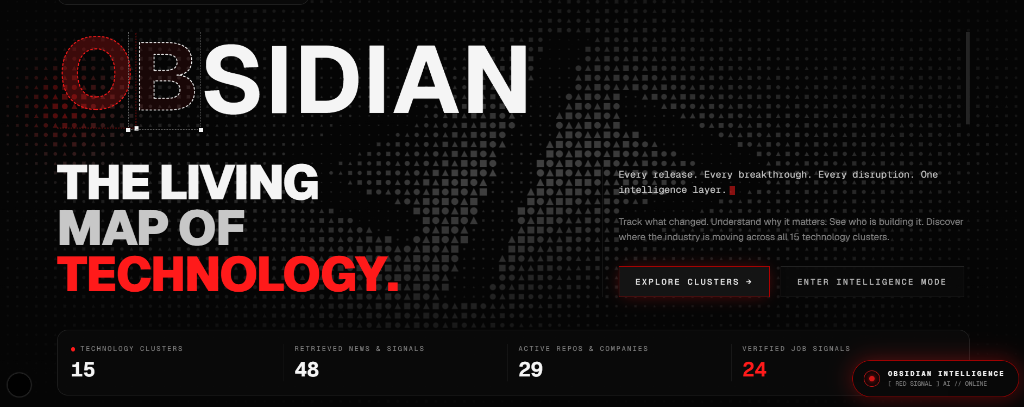 OBSIDIAN
THE LIVING
MAP OF
TECHNOLOGY.
Every release. Every breakthrough. Every disruption. One
intelligence layer.
Track what changed. Understand why it matters. See who is building it. Discover
where the industry is moving across all 15 technology clusters.
EXPLORE CLUSTERS →
ENTER INTELLIGENCE MODE
TECHNOLOGY CLUSTERS
15
RETRIEVED NEWS & SIGNALS
48
ACTIVE REPOS & COMPANIES
29
VERIFIED JOB SIGNALS
24
OBSIDIAN INTELLIGENCE
[ RED SIGNAL ] AI // ONLINE